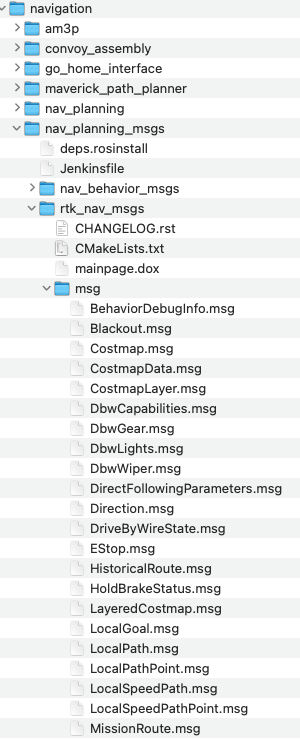 navigation
am3p
convoy_assembly
go_home_interface
maverick_path_planner
nav_planning
nav_planning_msgs
deps.rosinstall
Jenkinsfile
nav_behavior_msgs
rtk_nav_msgs
CHANGELOG.rst
CMakeLists.txt
mainpage.dox
msg
BehaviorDebugInfo.msg
Blackout.msg
Costmap.msg
CostmapData.msg
CostmapLayer.msg
DbwCapabilities.msg
DbwGear.msg
DbwLights.msg
DbwWiper.msg
DirectFollowingParameters.msg
Direction.msg
DriveByWireState.msg
EStop.msg
HistoricalRoute.msg
HoldBrakeStatus.msg
LayeredCostmap.msg
LocalGoal.msg
LocalPath.msg
LocalPathPoint.msg
LocalSpeedPath.msg
LocalSpeedPathPoint.msg
MissionRoute.msg